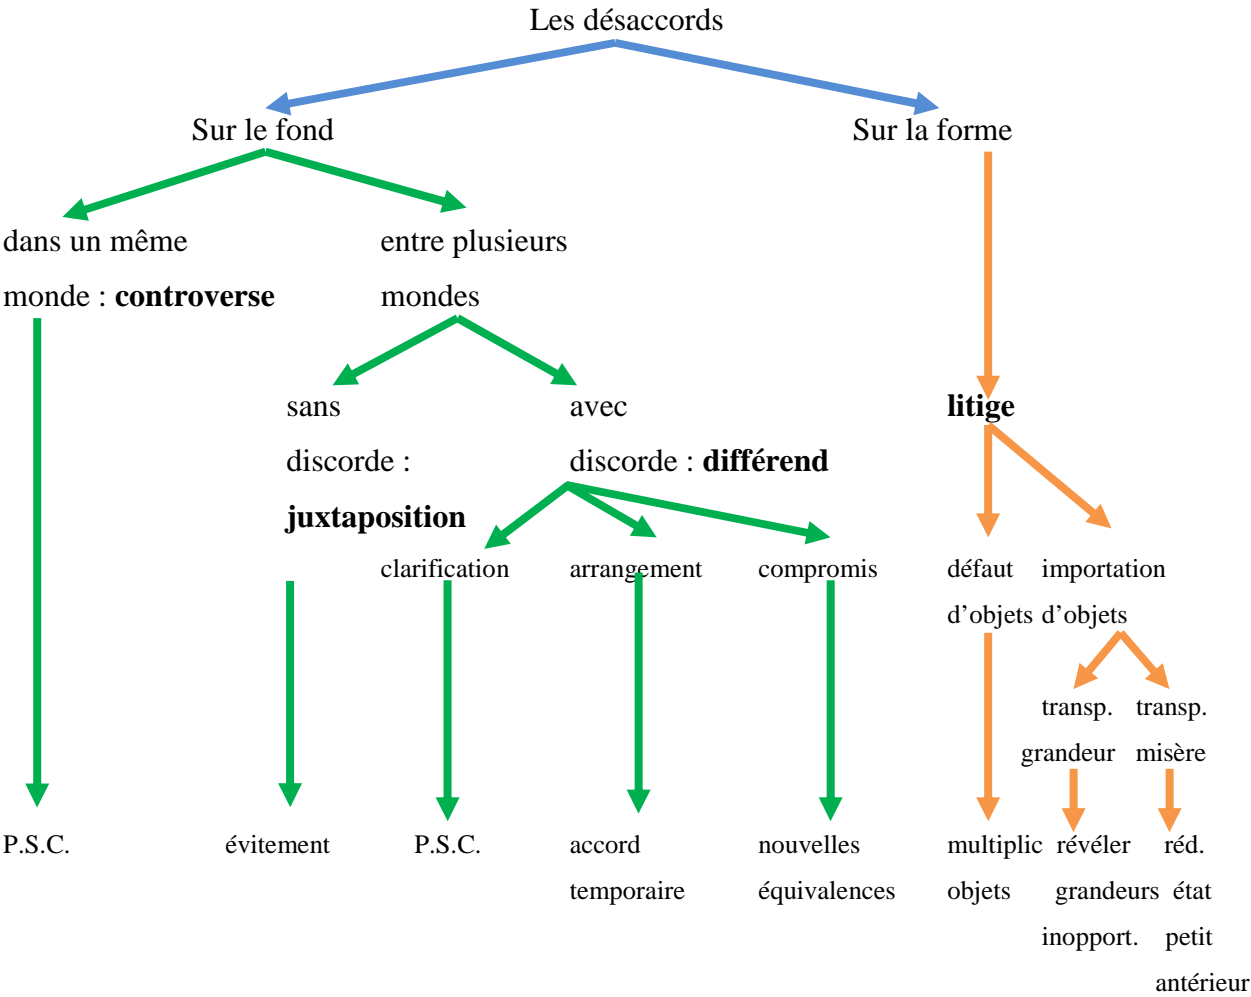 Les désaccords
Sur le fond Sur la forme
dans un même entre plusieurs
monde : controverse mondes
sans avec litige
discorde : discorde : différend
juxtaposition
clarification arrangement compromis défaut importation
d’objets d’objets
transp. transp.
grandeur misère
P.S.C. évitement P.S.C. accord nouvelles multiplic révéler réd.
temporaire équivalences objets grandeurs état
inopport. petit
antérieur